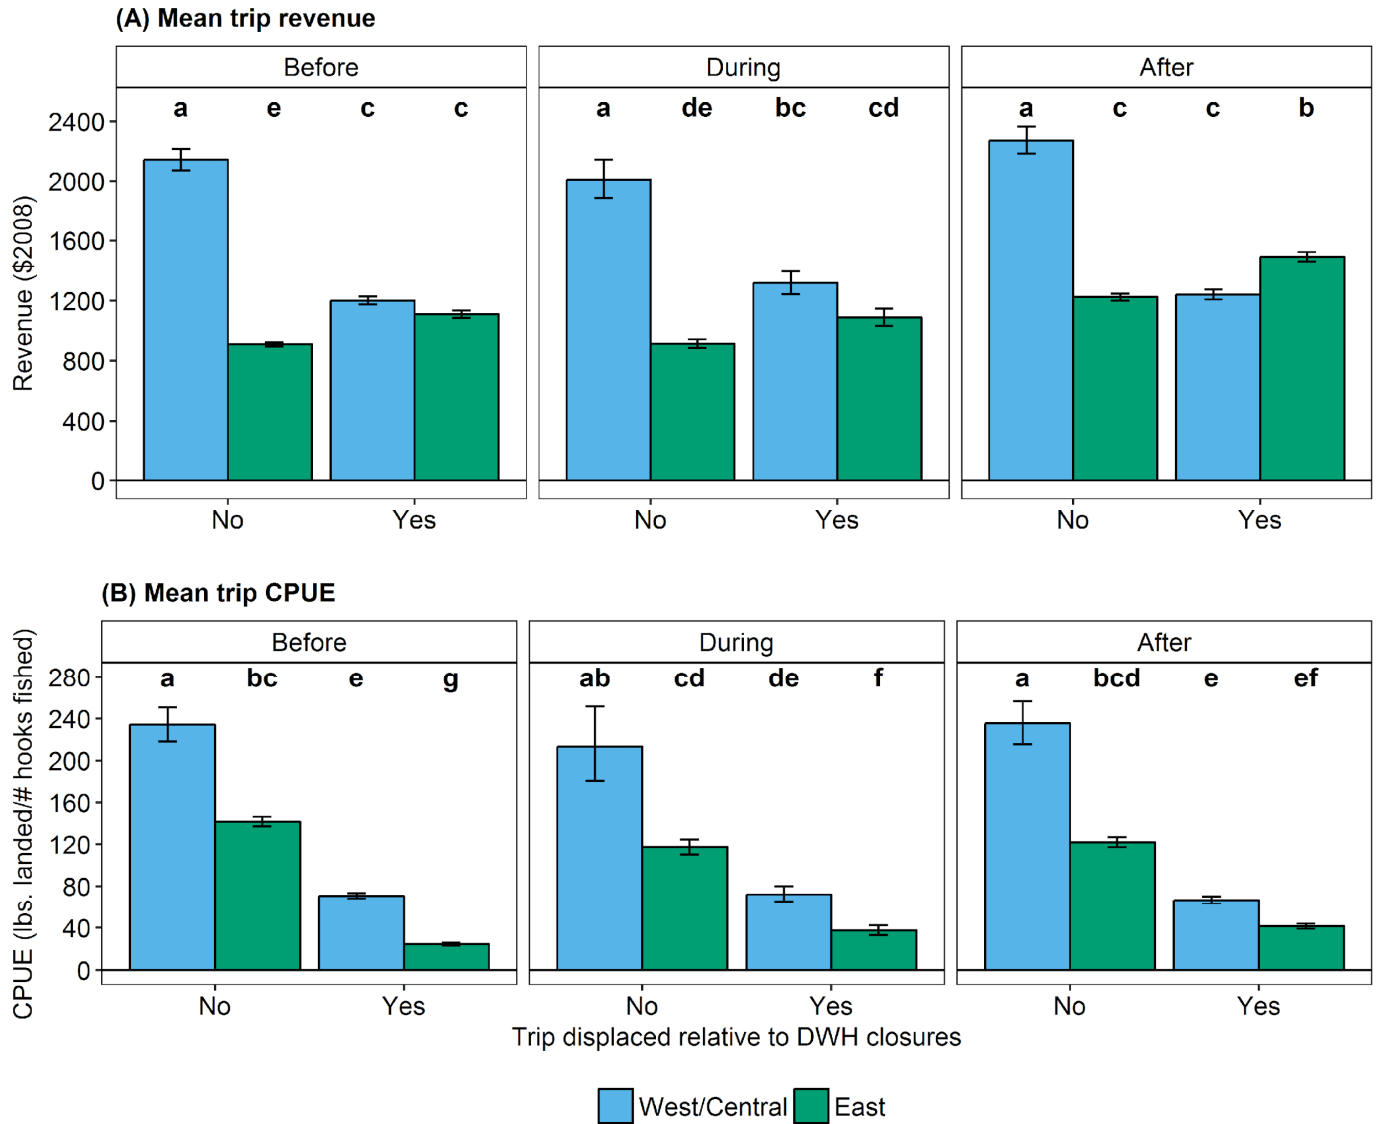 (A) Mean trip revenue
Before During After
a e c c a de bc cd a c c b
Revenue ($2008)
2400
2000
1600
1200
800
400
0
No Yes No Yes No Yes
(B) Mean trip CPUE
Before During After
a bc e g ab cd de f a bcd e ef
CPUE (lbs. landed/# hooks fished)
280
240
200
160
120
80
40
0
No Yes No Yes No Yes
Trip displaced relative to DWH closures
West/Central East